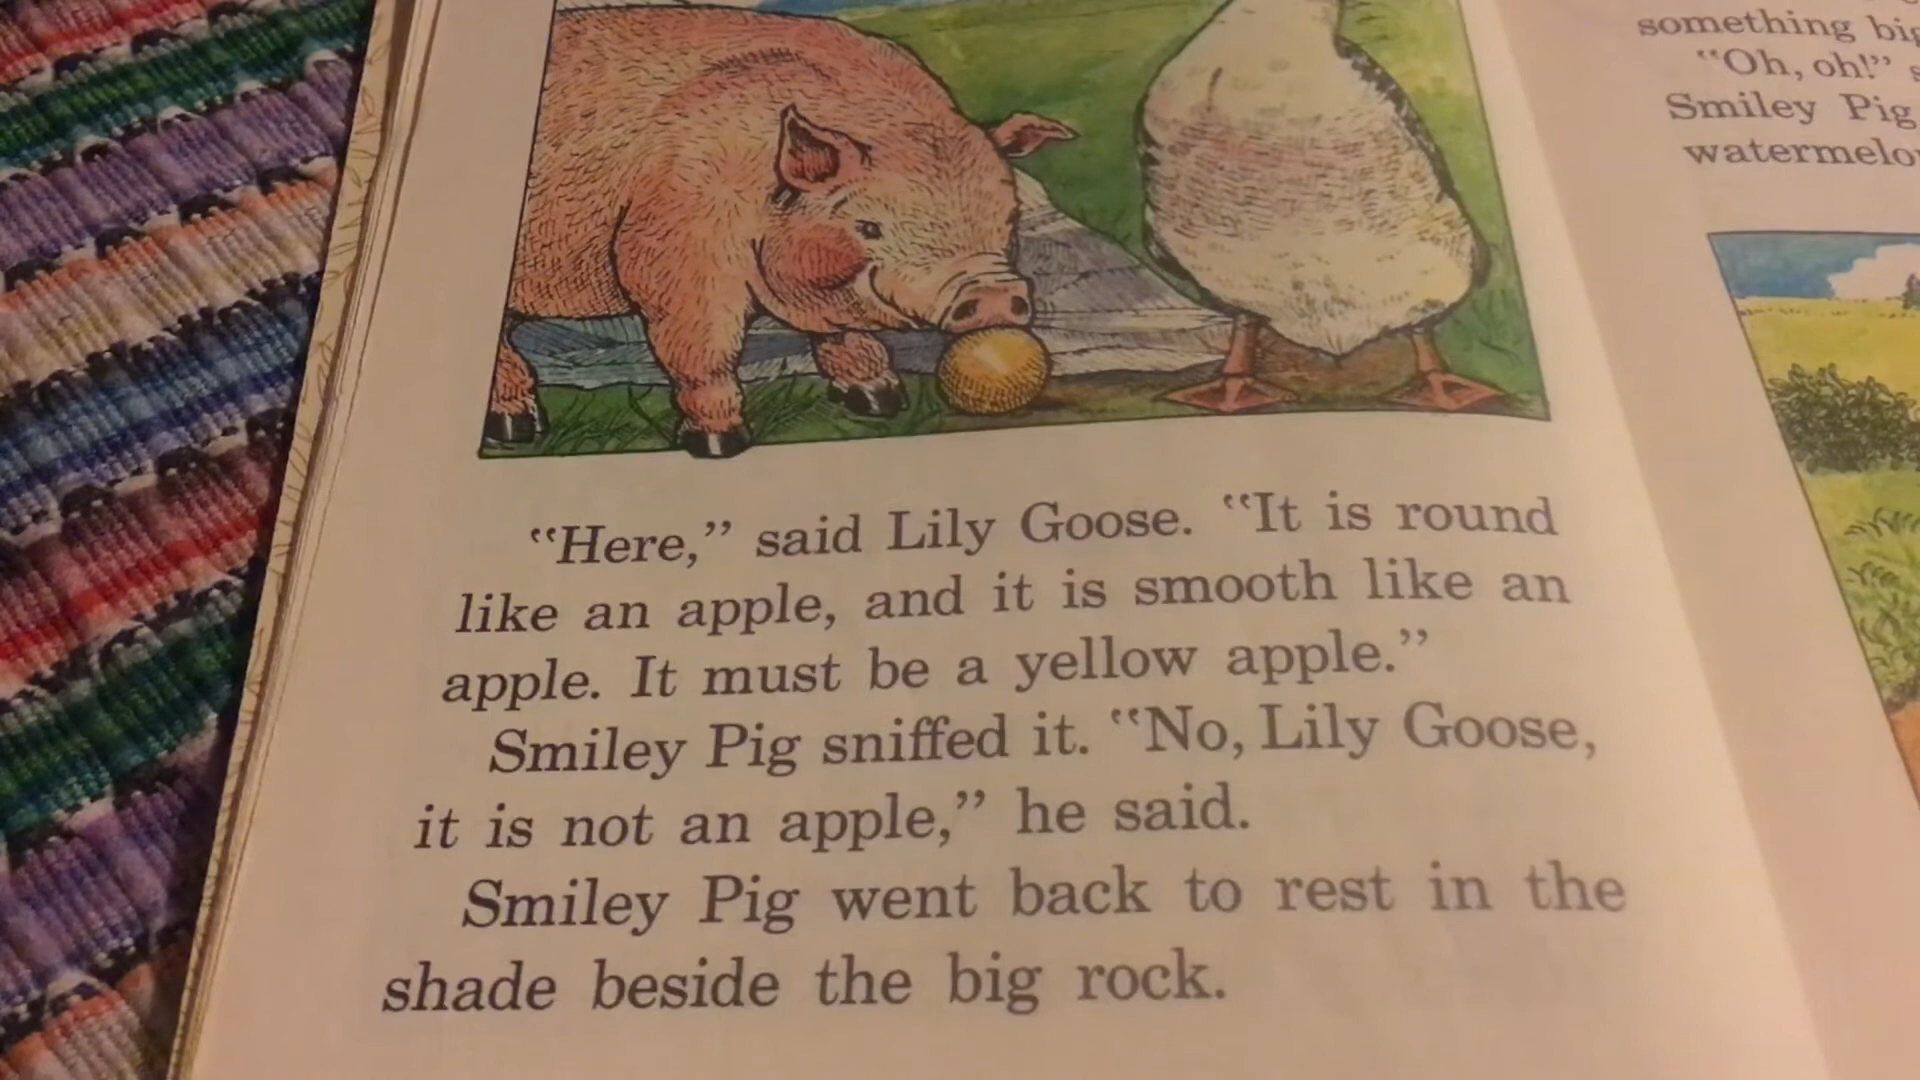 "Here," said Lily Goose. "It is round
like an apple, and it is smooth like an
apple. It must be a yellow apple."
Smiley Pig sniffed it. "No, Lily Goose,
it is not an apple," he said.
Smiley Pig went back to rest in the
shade beside the big rock.
something
"Oh, oh!"
Smiley Pig